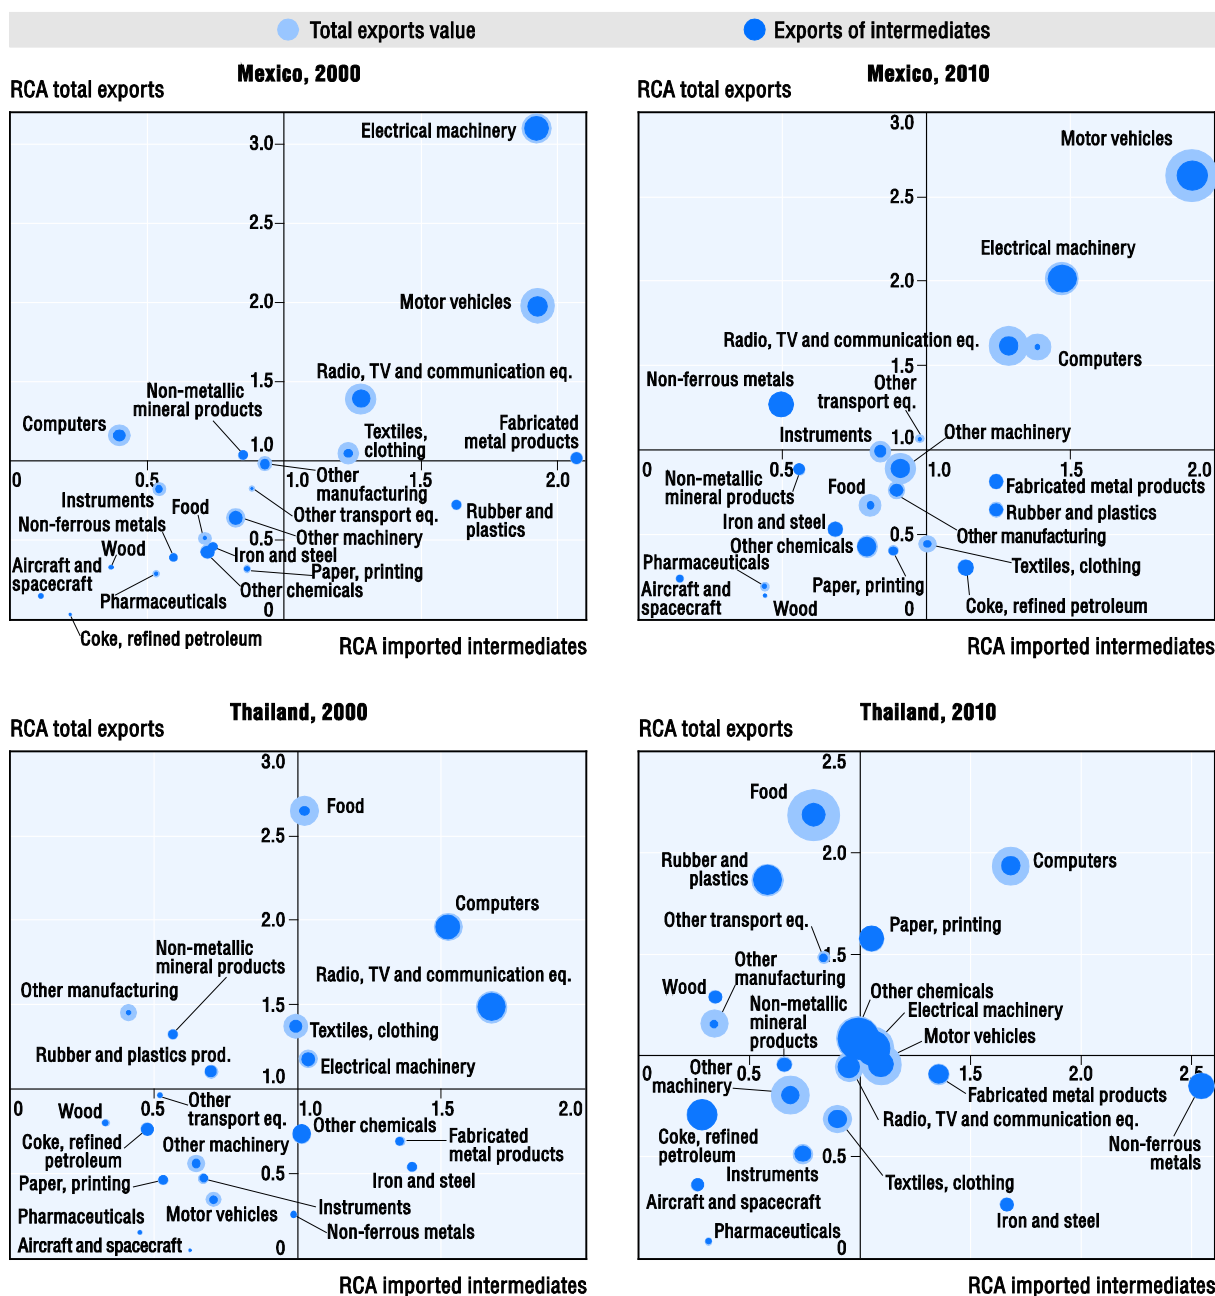 Total exports value
Exports of intermediates
Mexico, 2000
RCA total exports
3.0
2.5
2.0
1.5
1.0
0.5
0
0
0.5
1.0
1.5
2.0
Electrical machinery
Motor vehicles
Radio, TV and communication eq.
Non-metallic
mineral products
Computers
Textiles,
clothing
Fabricated
metal products
Other
manufacturing
Instruments
Other transport eq.
Rubber and
plastics
Food
Non-ferrous metals
Other machinery
Wood
Iron and steel
Aircraft and
spacecraft
Paper, printing
Other chemicals
Pharmaceuticals
Coke, refined petroleum
RCA imported intermediates
Mexico, 2010
RCA total exports
3.0
2.5
2.0
1.5
1.0
0.5
0
0
0.5
1.0
1.5
2.0
Motor vehicles
Electrical machinery
Radio, TV and communication eq.
Computers
Non-ferrous metals
Other
transport eq.
Instruments
Other machinery
Non-metallic
mineral products
Food
Fabricated metal products
Rubber and plastics
Iron and steel
Other manufacturing
Other chemicals
Pharmaceuticals
Textiles, clothing
Aircraft and
spacecraft
Paper, printing
Wood
Coke, refined petroleum
RCA imported intermediates
Thailand, 2000
RCA total exports
3.0
2.5
2.0
1.5
1.0
0.5
0
0
0.5
1.0
1.5
2.0
Food
Computers
Non-metallic
mineral products
Radio, TV and communication eq.
Other manufacturing
Textiles, clothing
Rubber and plastics prod.
Electrical machinery
Wood
Other
transport eq.
Other chemicals
Coke, refined
petroleum
Other machinery
Fabricated
metal products
Paper, printing
Iron and steel
Instruments
Pharmaceuticals
Motor vehicles
Non-ferrous metals
Aircraft and spacecraft
RCA imported intermediates
Thailand, 2010
RCA total exports
2.5
2.0
1.5
0.5
0
0
0.5
1.5
2.0
2.5
Food
Rubber and
plastics
Computers
Other transport eq.
Paper, printing
Other
manufacturing
Wood
Non-metallic
mineral
products
Other chemicals
Electrical machinery
Motor vehicles
Other
machinery
Fabricated metal products
Radio, TV and communication eq.
Coke, refined
petroleum
Non-ferrous
metals
Instruments
Textiles, clothing
Aircraft and spacecraft
Iron and steel
Pharmaceuticals
RCA imported intermediates